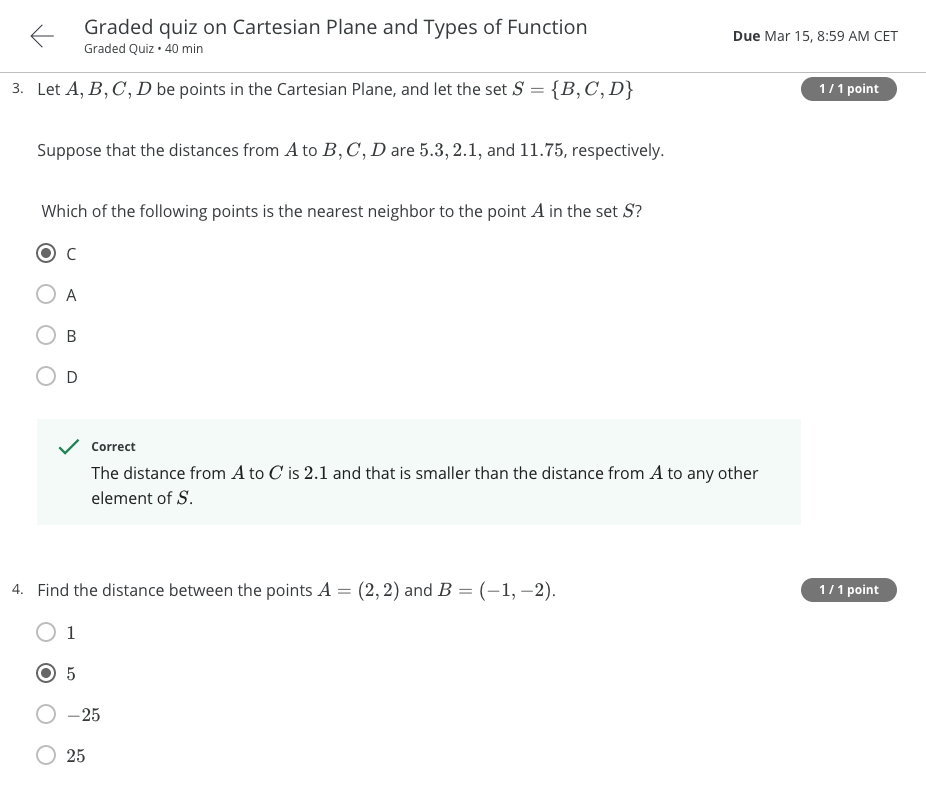 Graded quiz on Cartesian Plane and Types of Function
Graded Quiz • 40 min
Due Mar 15, 8:59 AM CET
3. Let A, B, C, D be points in the Cartesian Plane, and let the set S = {B, C, D}
1 / 1 point
Suppose that the distances from A to B, C, D are 5.3, 2.1, and 11.75, respectively.
Which of the following points is the nearest neighbor to the point A in the set S?
C
A
B
D
Correct
The distance from A to C is 2.1 and that is smaller than the distance from A to any other
element of S.
4. Find the distance between the points A = (2, 2) and B = (−1, −2).
1 / 1 point
1
5
−25
25